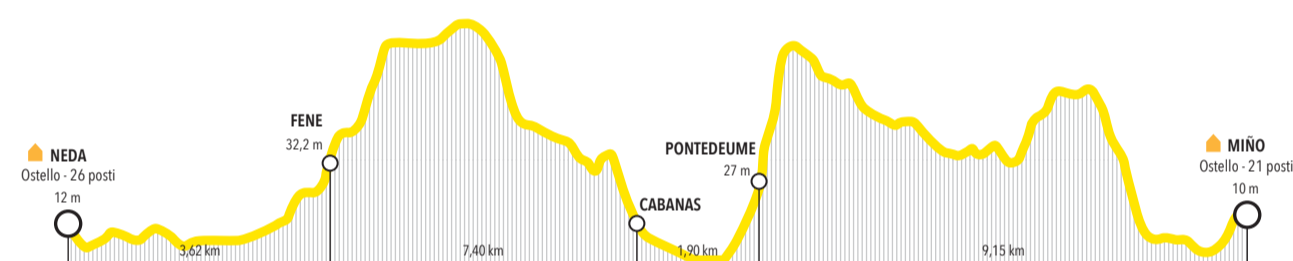 NEDA
Ostello - 26 posti
12 m
3,62 km
FENE
32,2 m
7,40 km
CABANAS
1,90 km
PONTEDEUME
27 m
9,15 km
MIÑO
Ostello - 21 posti
10 m